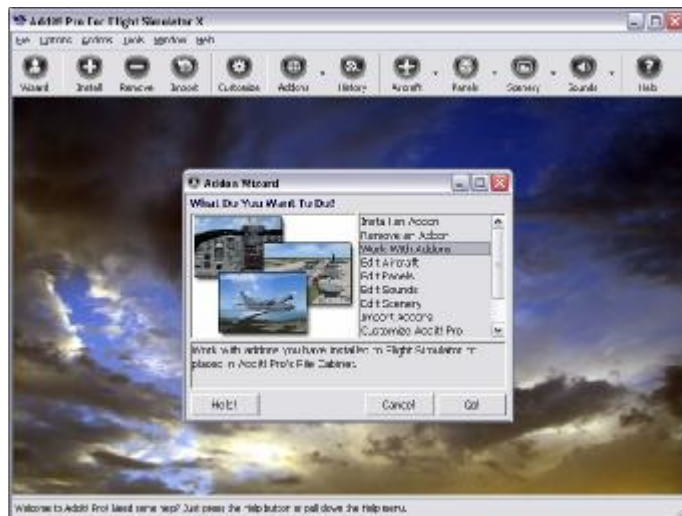 AddIt! Pro For Flight Simulator X
File Options Actions Tools Window Help
Wizard Install Remove Import Customize Addons History Aircraft Panels Scenery Sounds Help
Addon Wizard
What Do You Want To Do?
Install an Addon
Remove an Addon
Work With Addons
Edit Aircraft
Edit Panels
Edit Sounds
Edit Scenery
Import Addons
Customize AddIt! Pro
Work with addons you have installed to Flight Simulator or
placed in AddIt! Pro's File Cabinet.
Help! Cancel Go!
Welcome to AddIt! Pro! Need some help? Just press the Help button or pull down the Help menu.